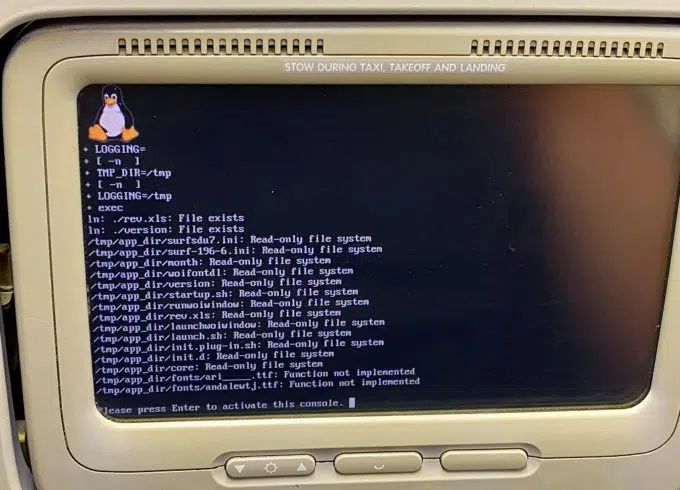 STOW DURING TAXI, TAKEOFF AND LANDING
+ LOGGING=
+ [ -n ]
+ TMP_DIR=/tmp
+ [ -n ]
+ LOGGING=/tmp
+ exec
ln: ./rev.xls: File exists
ln: ./version: File exists
/tmp/app_dir/surfsdu7.ini: Read-only file system
/tmp/app_dir/surf-196-6.ini: Read-only file system
/tmp/app_dir/month: Read-only file system
/tmp/app_dir/woifontdl: Read-only file system
/tmp/app_dir/version: Read-only file system
/tmp/app_dir/startup.sh: Read-only file system
/tmp/app_dir/runwoiwindow: Read-only file system
/tmp/app_dir/rev.xls: Read-only file system
/tmp/app_dir/launchwoiwindow: Read-only file system
/tmp/app_dir/launch.sh: Read-only file system
/tmp/app_dir/init.plug-in.sh: Read-only file system
/tmp/app_dir/init.d: Read-only file system
/tmp/app_dir/core: Read-only file system
/tmp/app_dir/fonts/ari_____.ttf: Function not implemented
/tmp/app_dir/fonts/andalewtj.ttf: Function not implemented
Please press Enter to activate this console.